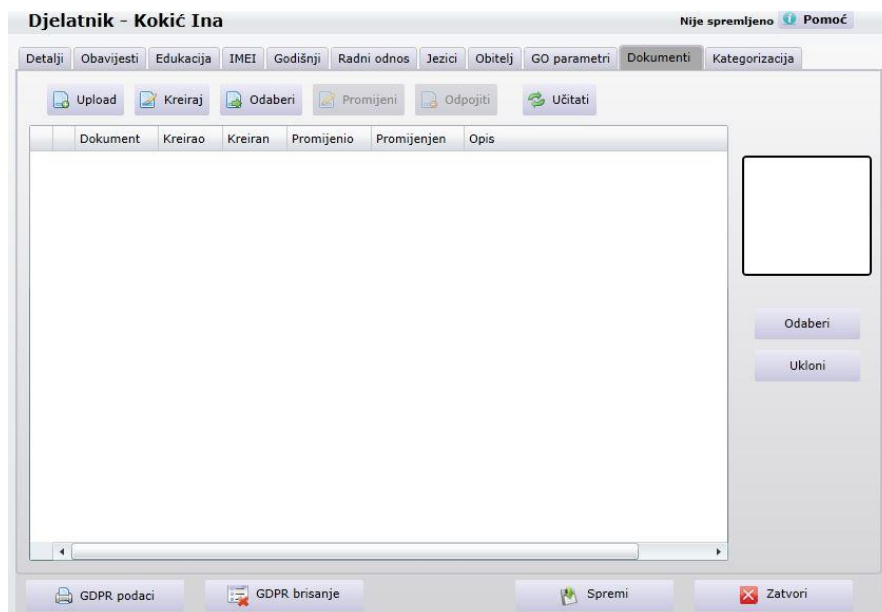 Djelatnik - Kokić Ina
Nije spremljeno Pomoć
Detalji Obavijesti Edukacija IMEI Godišnji Radni odnos Jezici Obitelj GO parametri Dokumenti Kategorizacija
Upload Kreiraj Odaberi Promijeni Odpojiti Učitati
Dokument Kreirao Kreiran Promijenio Promijenjen Opis
Odaberi
Ukloni
GDPR podaci GDPR brisanje Spremi Zatvori